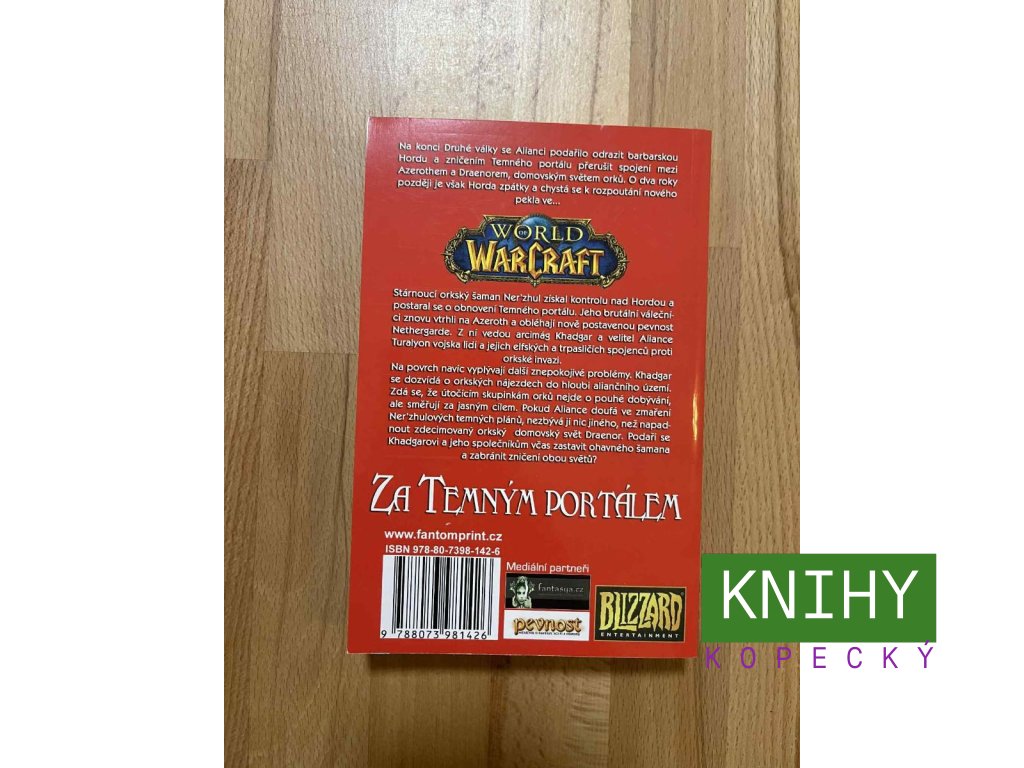 Na konci Druhé války se Alianci podařilo odrazit barbarskou
Hordu a zničením Temného portálu přerušit spojení mezi
Azerothem a Draenorem, domovským světem orků. O dva roky
později je však Horda zpátky a chystá se k rozpoutání nového
pekla ve...
WORLD
OF
WARCRAFT
Stárnoucí orkský šaman Ner'zhul získal kontrolu nad Hordou a
postaral se o obnovení Temného portálu. Jeho brutální váleční-
ci znovu vtrhli na Azeroth a obléhají nově postavenou pevnost
Nethergarde. Z ní vedou arcimág Khadgar a velitel Aliance
Turalyon vojska lidí a jejich elfských a trpasličích spojenců proti
orkské invazi.
Na povrch navíc vyplývají další znepokojivé problémy. Khadgar
se dozvídá o orkských nájezdech do hloubi aliančního území.
Zdá se, že útočícím skupinkám orků nejde o pouhé dobývání,
ale směřují za jasným cílem. Pokud Aliance doufá ve zmaření
Ner'zhulových temných plánů, nezbývá jí nic jiného, než napad-
nout zdecimovaný orkský domovský svět Draenor. Podaří se
Khadgarovi a jeho společníkům včas zastavit ohavného šamana
a zabránit zničení obou světů?
ZA TEMNÝM PORTÁLEM
www.fantomprint.cz
ISBN 978-80-7398-142-6
Mediální partneři
fantasya.cz
pevnost
BLIZZARD
ENTERTAINMENT
9 788073 981426
KNIHY
KOPECKÝ